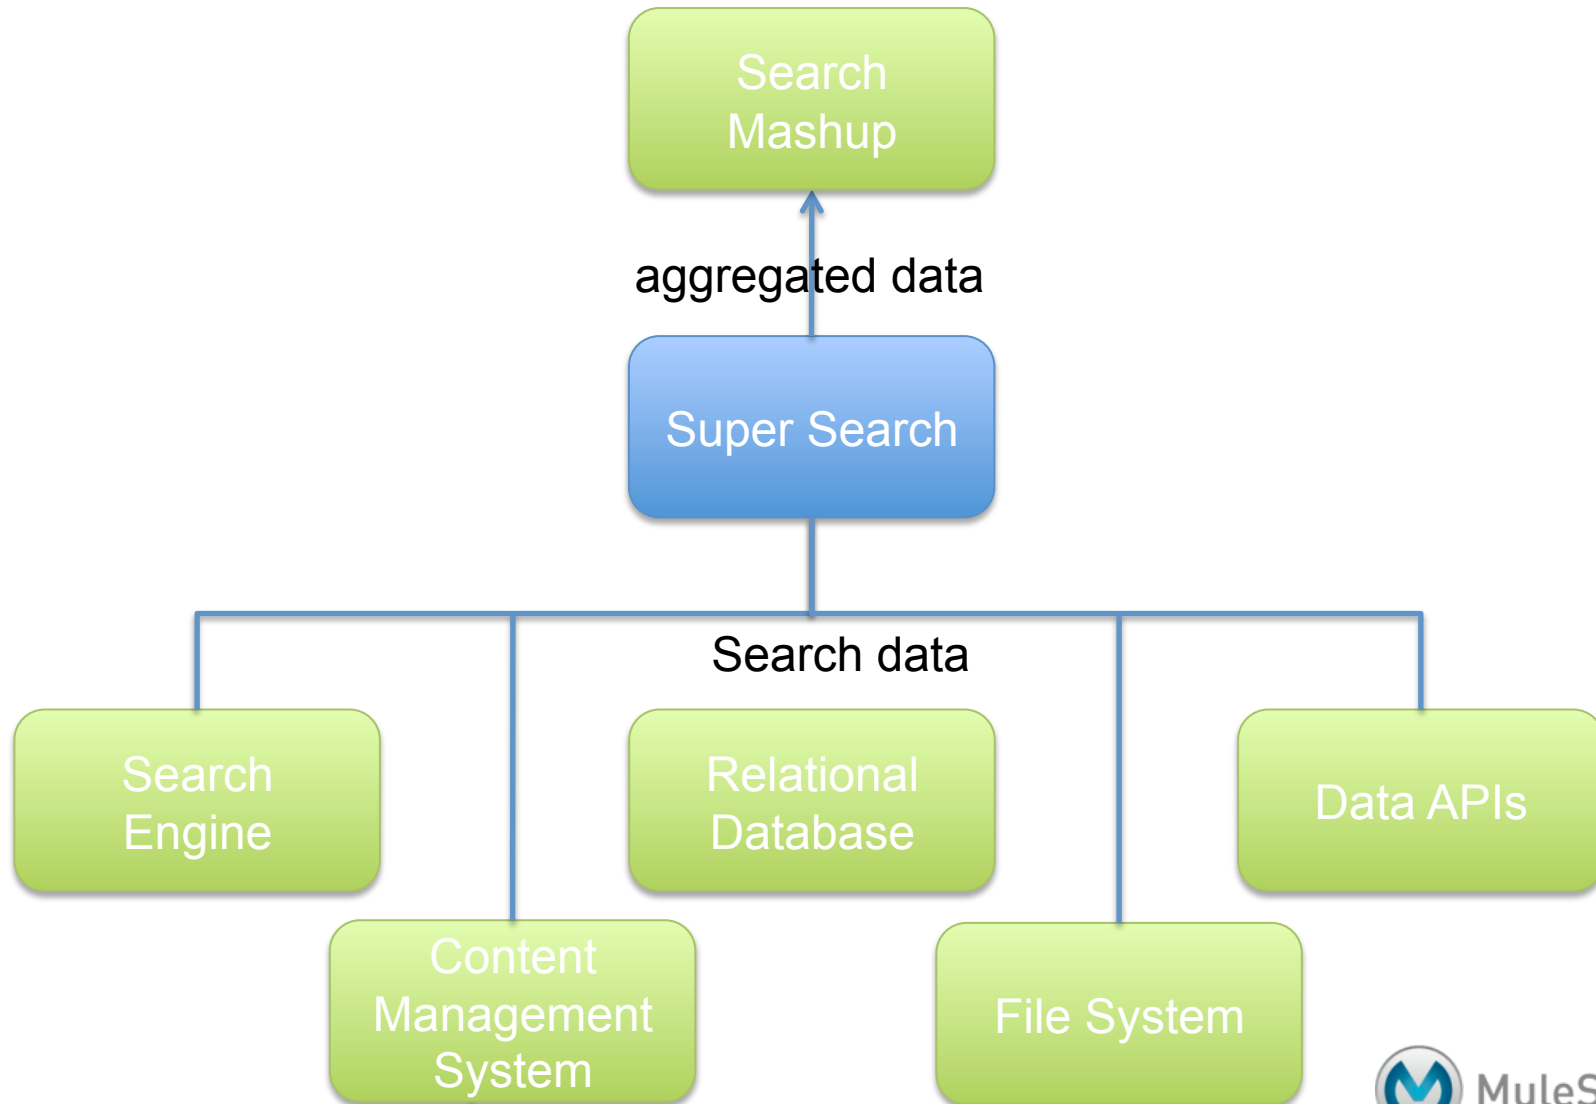 Search
Mashup
aggregated data
Super Search
Search data
Search
Engine
Relational
Database
Data APIs
Content
Management
System
File System
MuleS